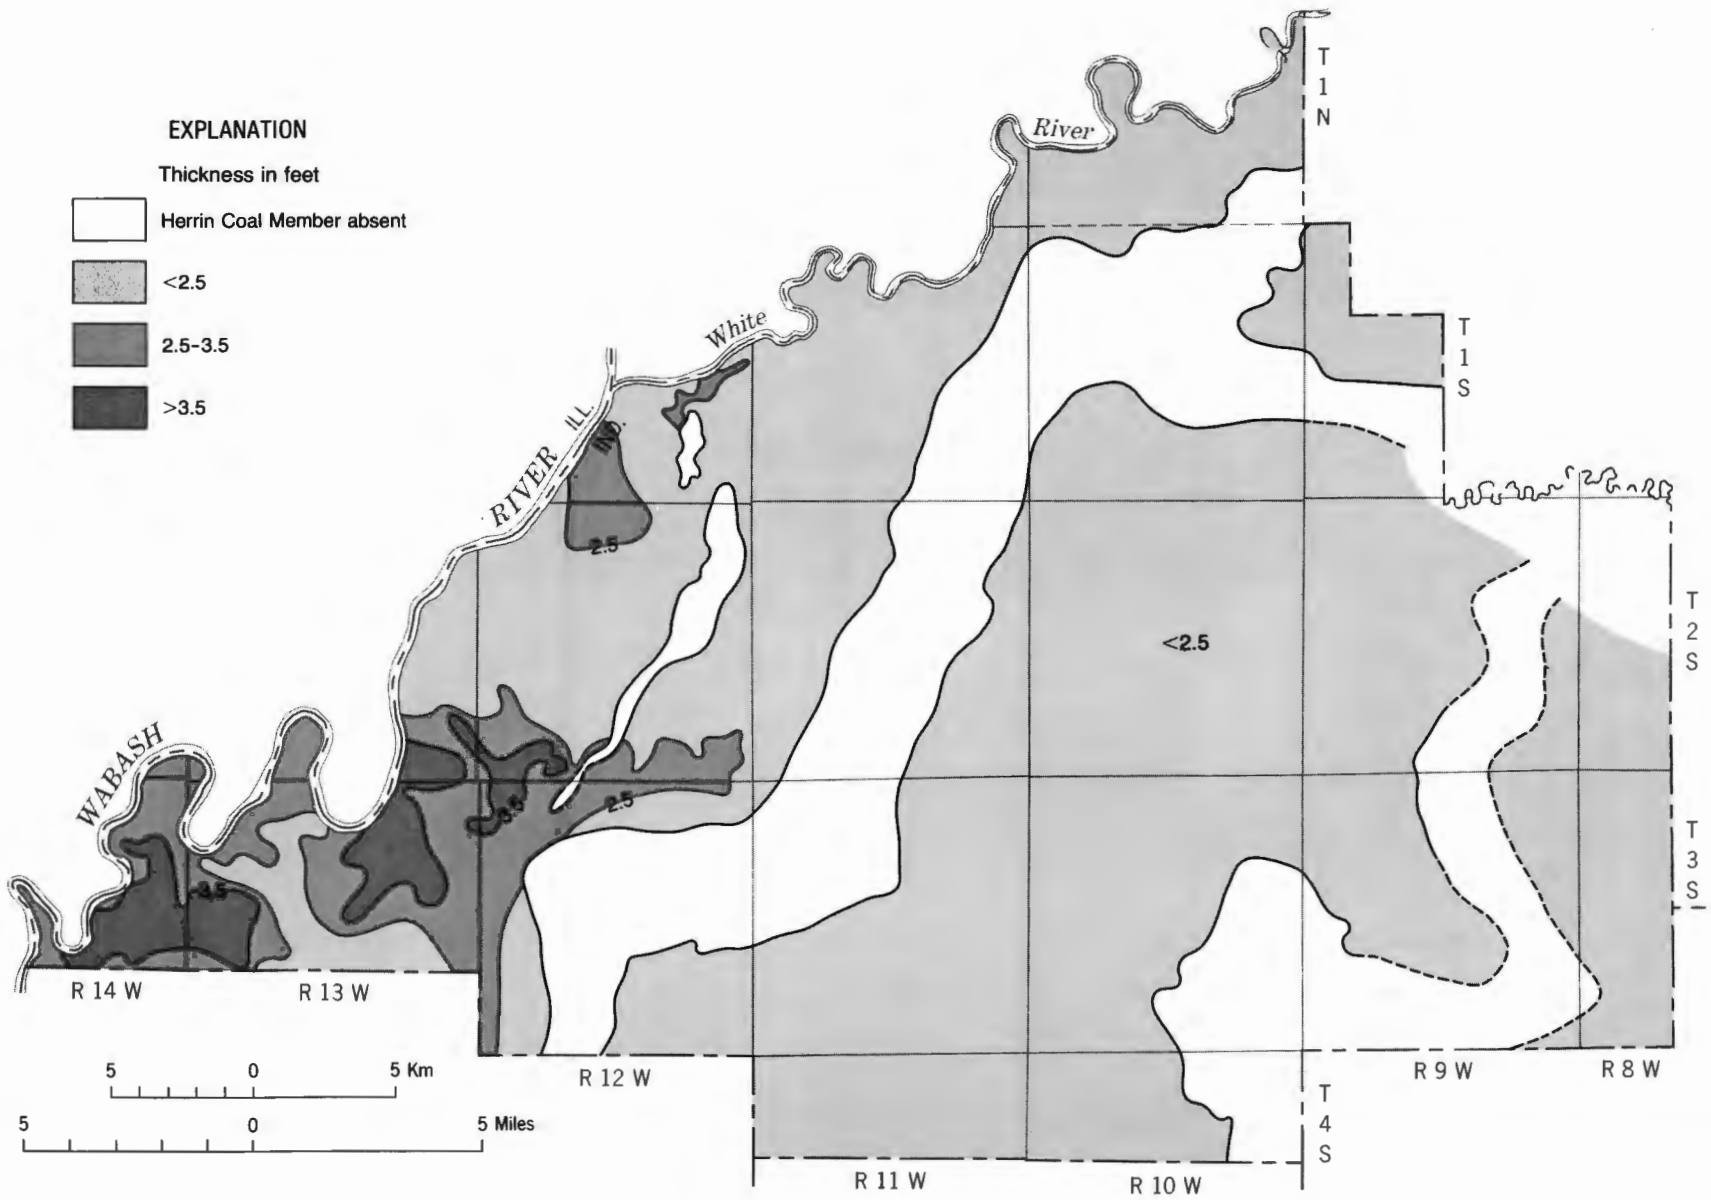 EXPLANATION
Thickness in feet
Herrin Coal Member absent
<2.5
2.5-3.5
>3.5
River
T
1
N
White
T
1
S
ILL.
IND.
RIVER
2.5
<2.5
T
2
S
WABASH
3.5
2.5
T
3
S
3.5
R 14 W
R 13 W
R 12 W
R 9 W
R 8 W
5 0 5 Km
5 0 5 Miles
T
4
S
R 11 W
R 10 W